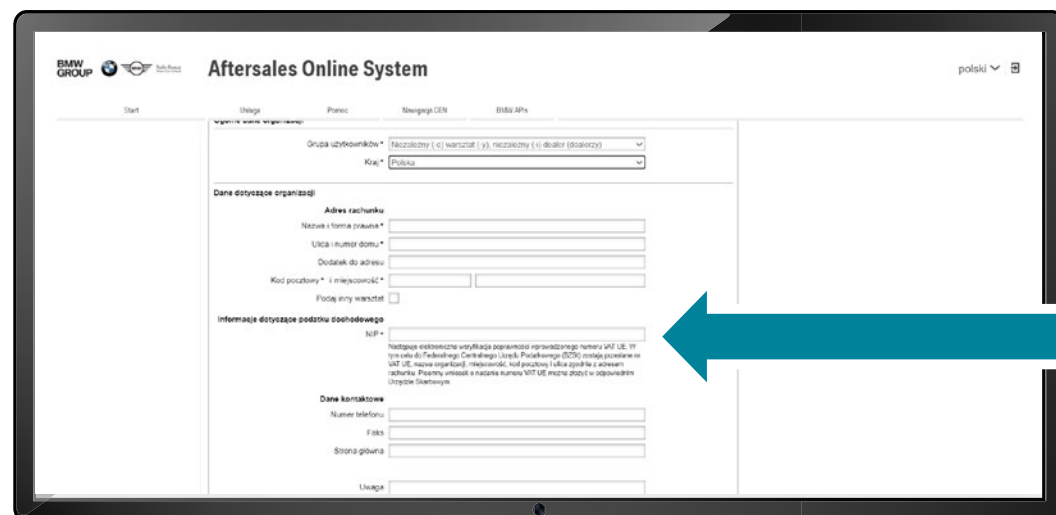 BMW
GROUP
Aftersales Online System
polski
Start
Usługa
Pomoc
Nawigacja DEN
BMW APIs
Ogólne dane organizacji
Grupa użytkowników *
Niezależny (-e) warsztat (-y), niezależny (-i) dealer (dealerzy)
Kraj *
Polska
Dane dotyczące organizacji
Adres rachunku
Nazwa i forma prawna *
Ulica i numer domu *
Dodatek do adresu
Kod pocztowy * i miejscowość *
Podaj inny warsztat
Informacje dotyczące podatku dochodowego
NIP *
Następuje elektroniczna weryfikacja poprawności wprowadzonego numeru VAT UE. W
tym celu do Federalnego Centralnego Urzędu Podatkowego (BZSt) zostają przesłane nr
VAT UE, nazwa organizacji, miejscowość, kod pocztowy i ulica zgodnie z adresem
rachunku. Pisemny wniosek o nadanie numeru VAT UE można złożyć w odpowiednim
Urzędzie Skarbowym.
Dane kontaktowe
Numer telefonu
Faks
Strona główna
Uwaga